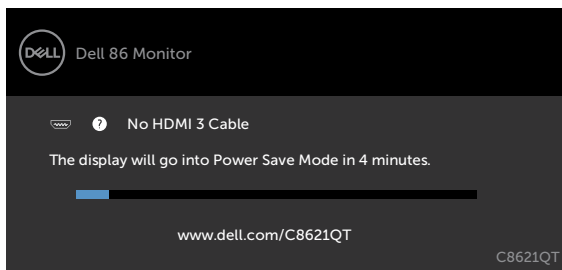 DELL
Dell 86 Monitor
? No HDMI 3 Cable
The display will go into Power Save Mode in 4 minutes.
www.dell.com/C8621QT
C8621QT